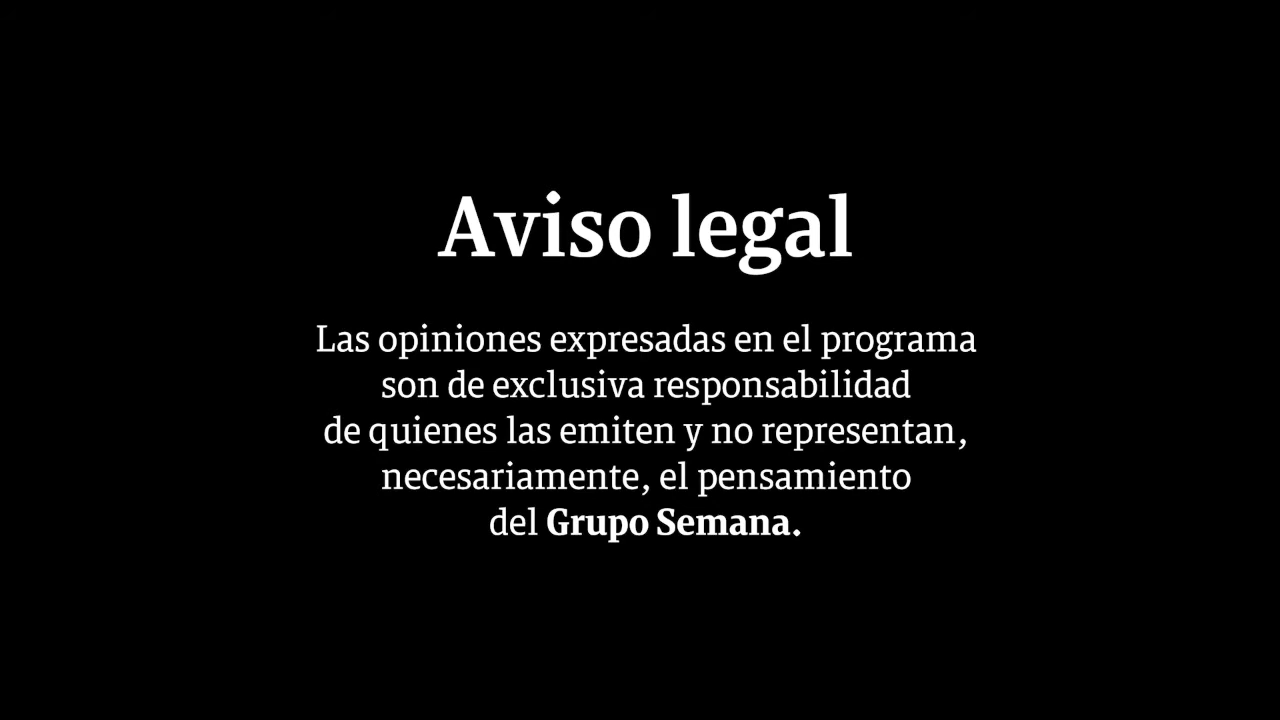 Aviso legal
Las opiniones expresadas en el programa
son de exclusiva responsabilidad
de quienes las emiten y no representan,
necesariamente, el pensamiento
del Grupo Semana.